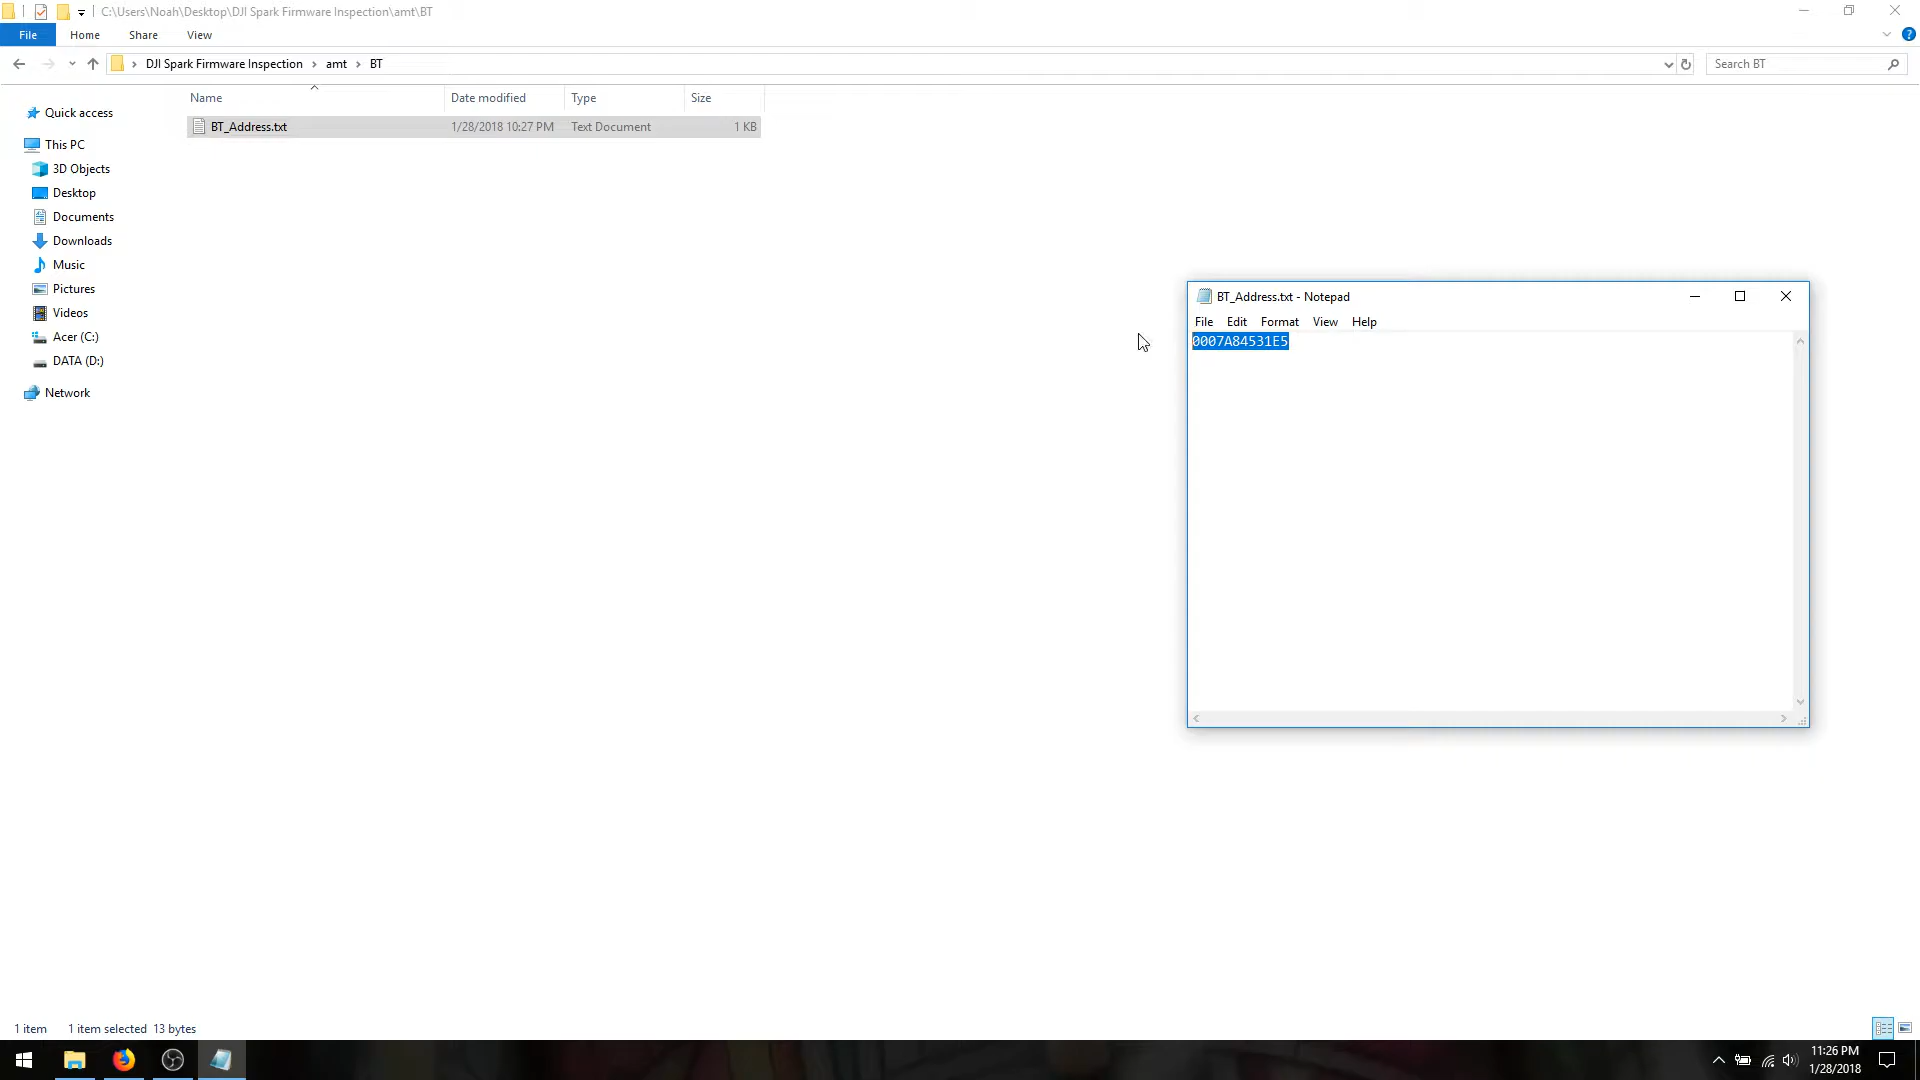 C:\Users\Noah\Desktop\DJI Spark Firmware Inspection\amt\BT
File Home Share View
DJI Spark Firmware Inspection amt BT
Search BT
Name Date modified Type Size
BT_Address.txt 1/28/2018 10:27 PM Text Document 1 KB
Quick access
This PC
3D Objects
Desktop
Documents
Downloads
Music
Pictures
Videos
Acer (C:)
DATA (D:)
Network
BT_Address.txt - Notepad
File Edit Format View Help
0007A84531E5
1 item 1 item selected 13 bytes
11:26 PM
1/28/2018